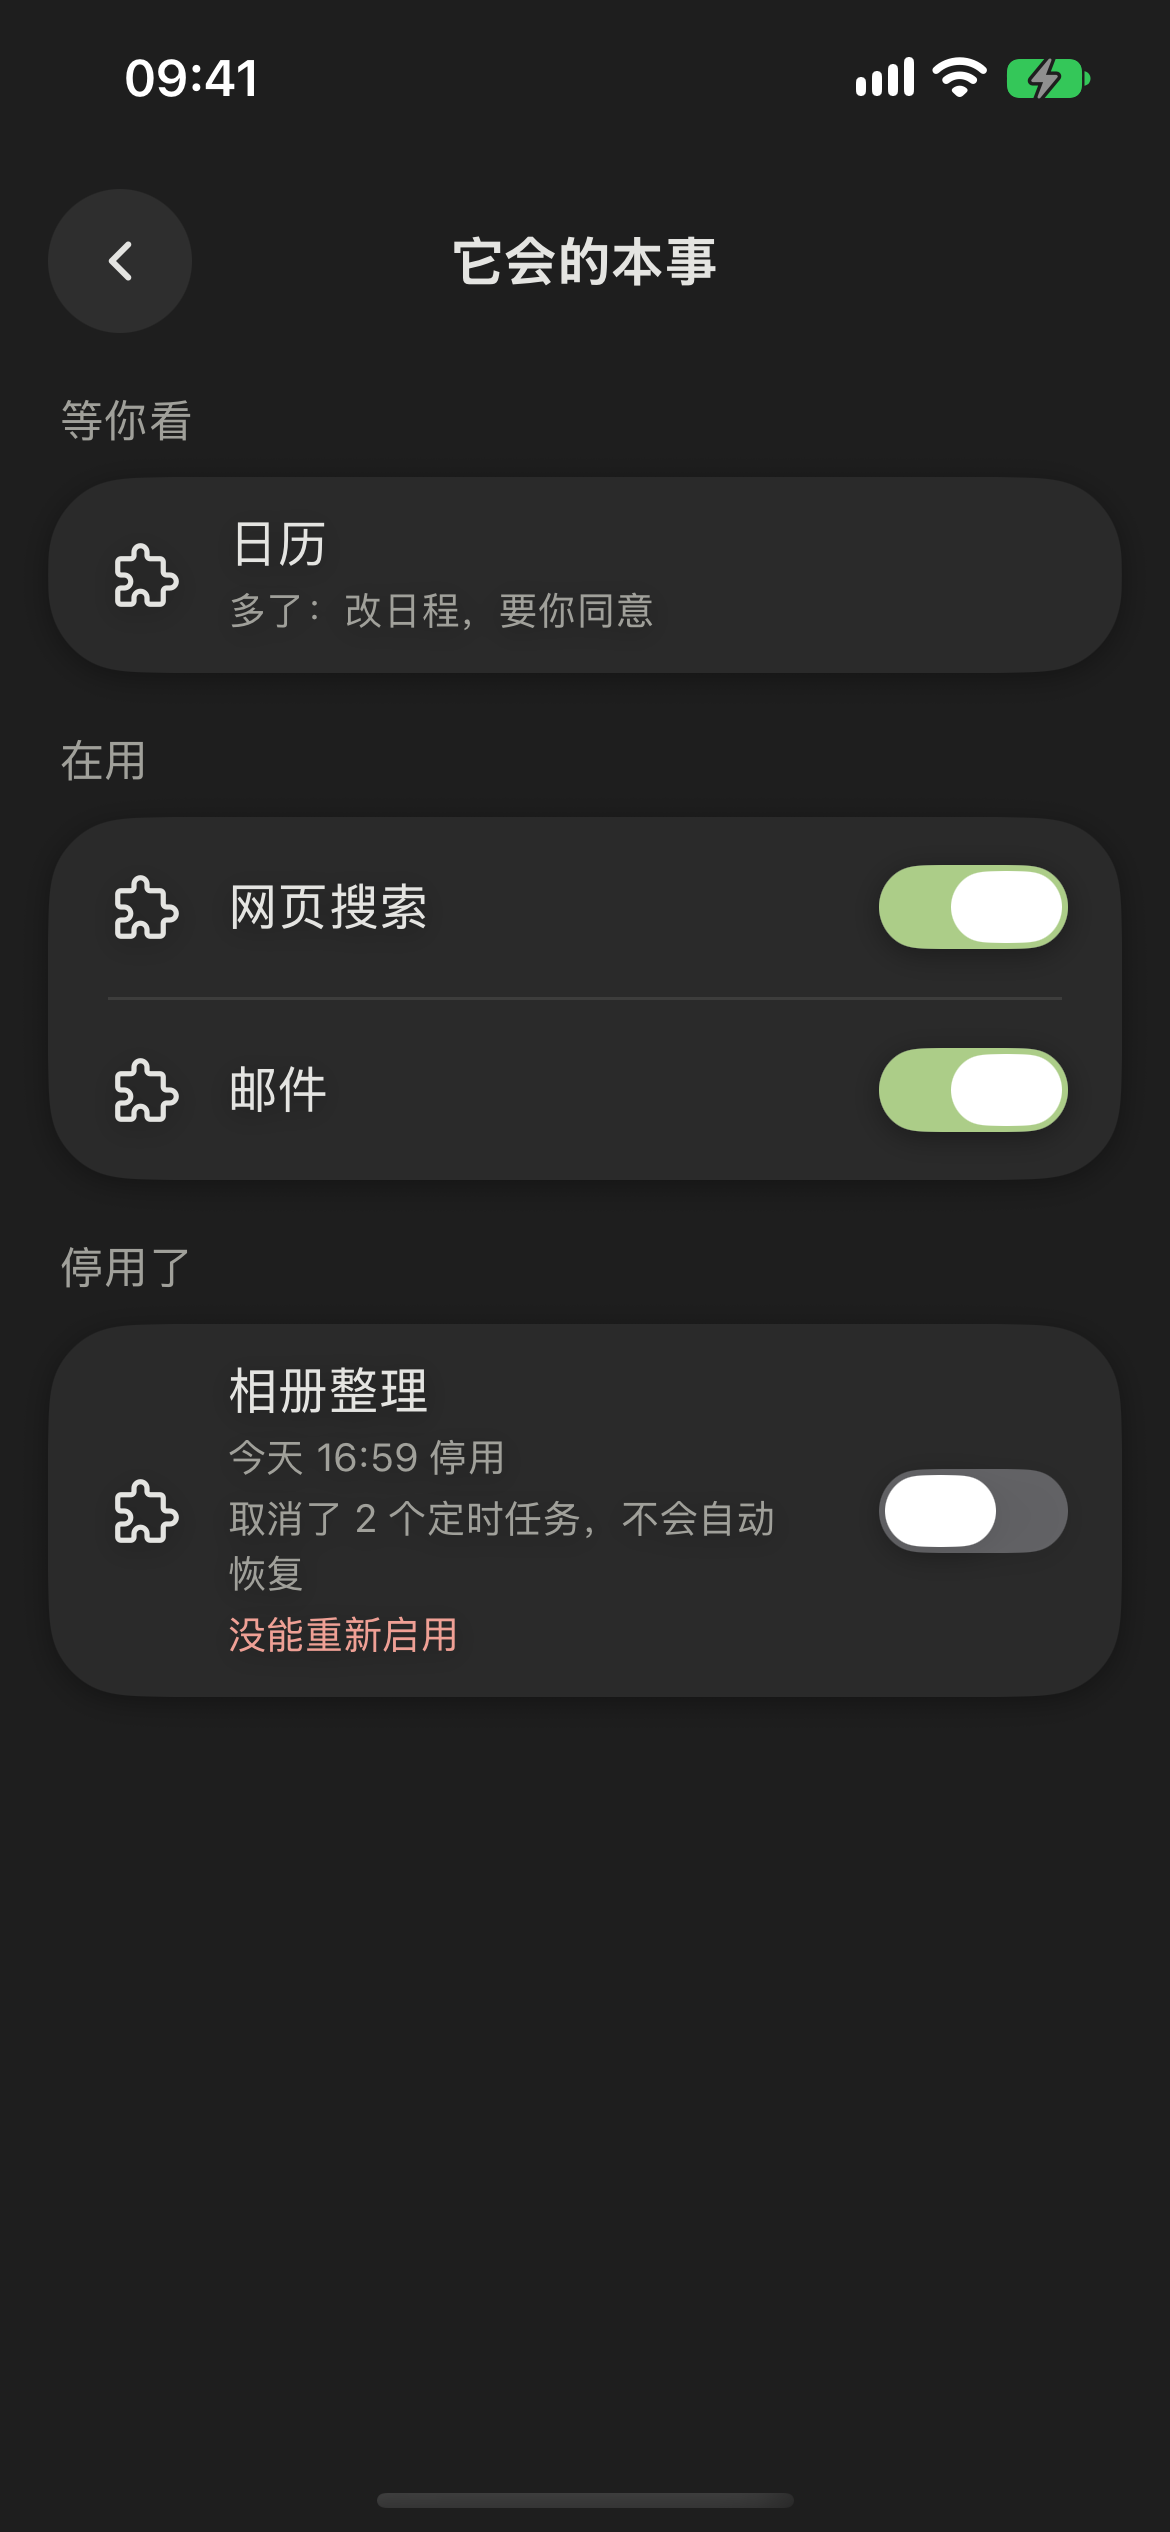 09:41
它会的本事
等你看
日历
多了：改日程，要你同意
在用
网页搜索
邮件
停用了
相册整理
今天 16:59 停用
取消了 2 个定时任务，不会自动
恢复
没能重新启用